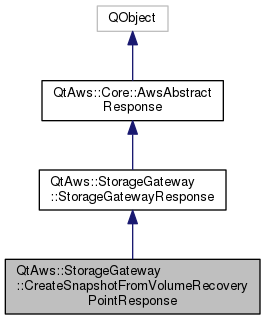 QObject
QtAws::Core::AwsAbstract
Response
QtAws::StorageGateway
::StorageGatewayResponse
QtAws::StorageGateway
::CreateSnapshotFromVolumeRecovery
PointResponse